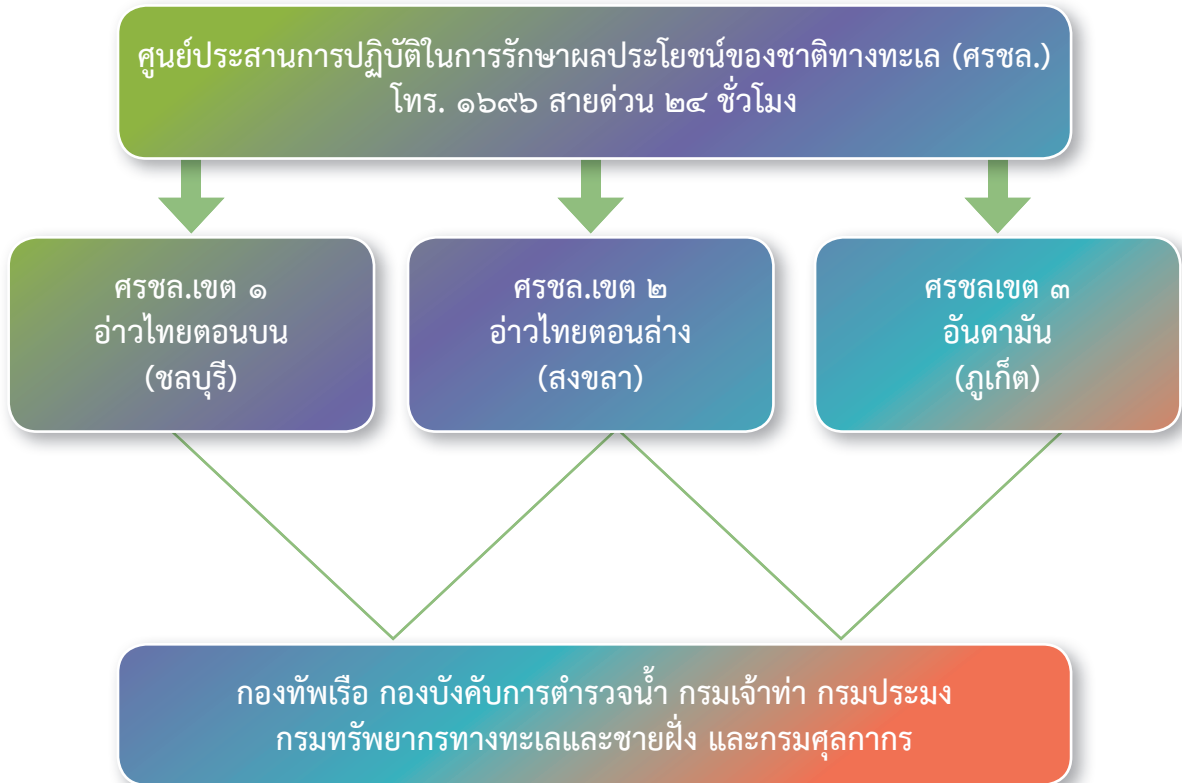 ศูนย์ประสานการปฏิบัติในการรักษาผลประโยชน์ของชาติทางทะเล (ศรชล.)
โทร. ๑๖๙๖ สายด่วน ๒๔ ชั่วโมง
ศรชล.เขต ๑
อ่าวไทยตอนบน
(ชลบุรี)
ศรชล.เขต ๒
อ่าวไทยตอนล่าง
(สงขลา)
ศรชลเขต ๓
อันดามัน
(ภูเก็ต)
กองทัพเรือ กองบังคับการตำรวจน้ำ กรมเจ้าท่า กรมประมง
กรมทรัพยากรทางทะเลและชายฝั่ง และกรมศุลกากร